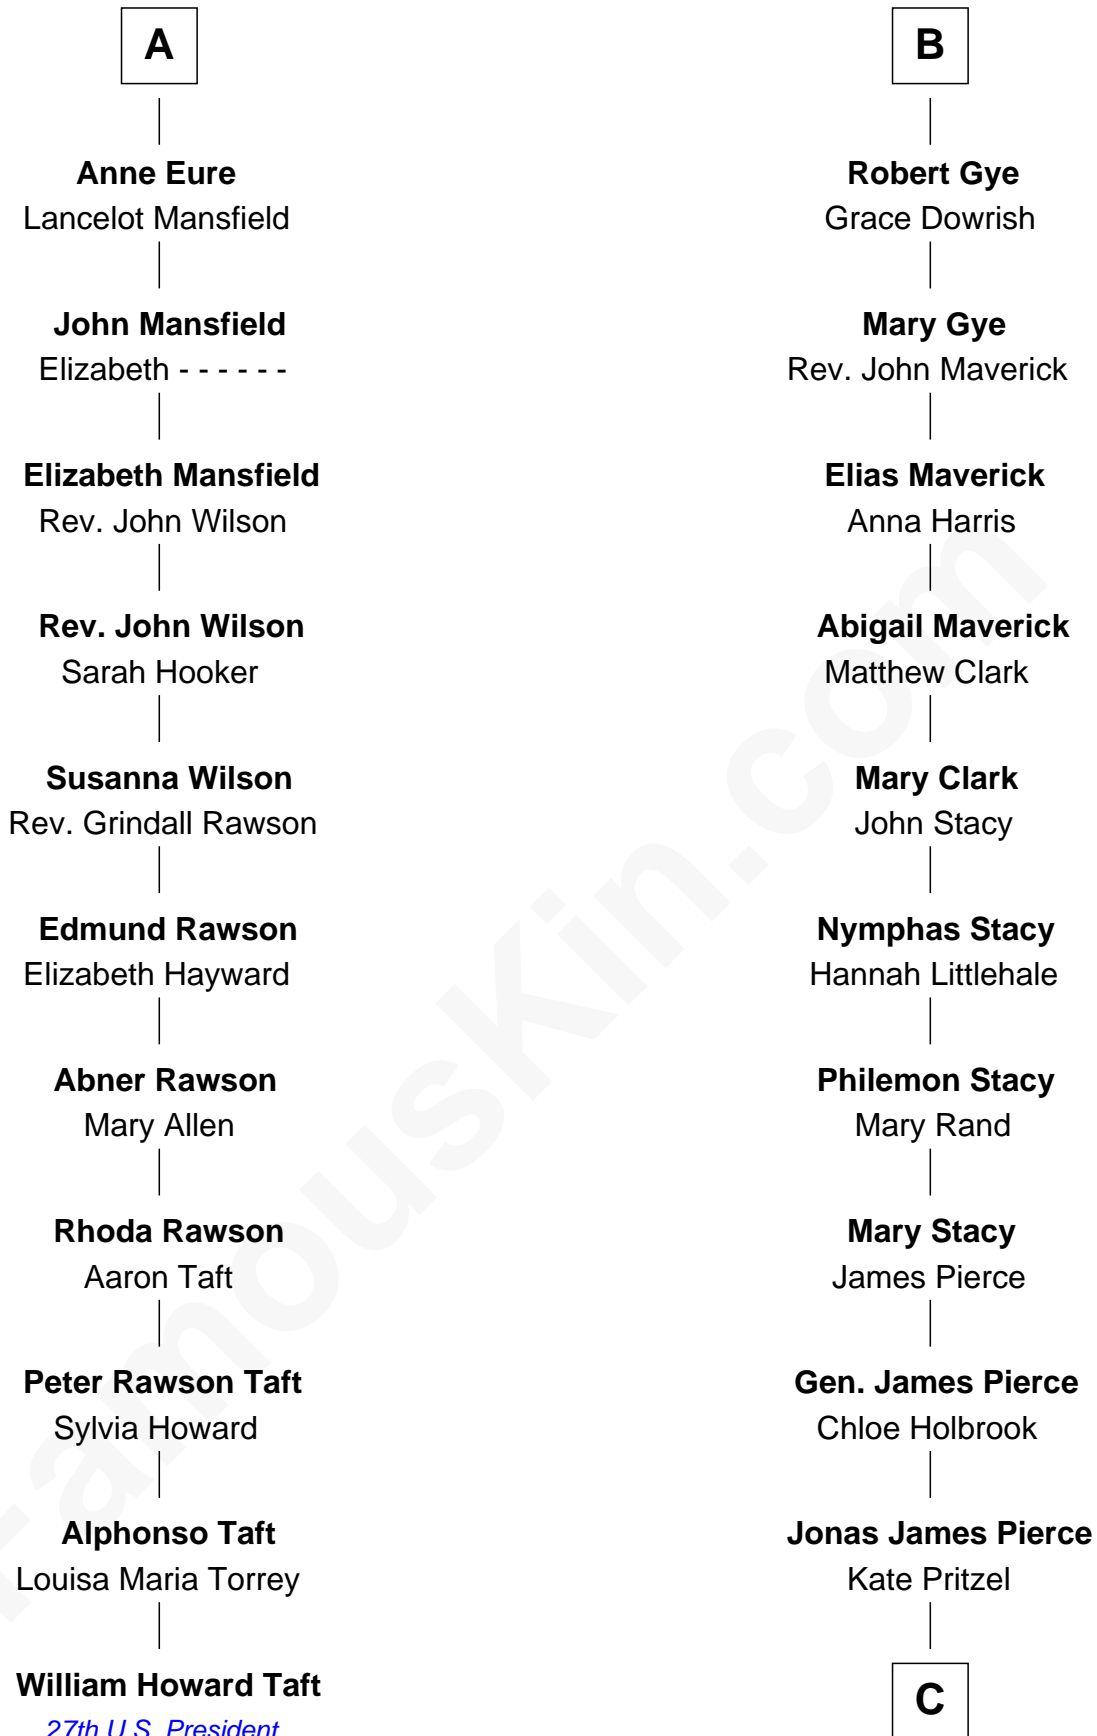 A
Anne Eure
Lancelot Mansfield
John Mansfield
Elizabeth - - - - - -
Elizabeth Mansfield
Rev. John Wilson
Rev. John Wilson
Sarah Hooker
Susanna Wilson
Rev. Grindall Rawson
Edmund Rawson
Elizabeth Hayward
Abner Rawson
Mary Allen
Rhoda Rawson
Aaron Taft
Peter Rawson Taft
Sylvia Howard
Alphonso Taft
Louisa Maria Torrey
William Howard Taft
27th U.S. President
B
Robert Gye
Grace Dowrish
Mary Gye
Rev. John Maverick
Elias Maverick
Anna Harris
Abigail Maverick
Matthew Clark
Mary Clark
John Stacy
Nymphas Stacy
Hannah Littlehale
Philemon Stacy
Mary Rand
Mary Stacy
James Pierce
Gen. James Pierce
Chloe Holbrook
Jonas James Pierce
Kate Pritzel
C
FamousKin.com